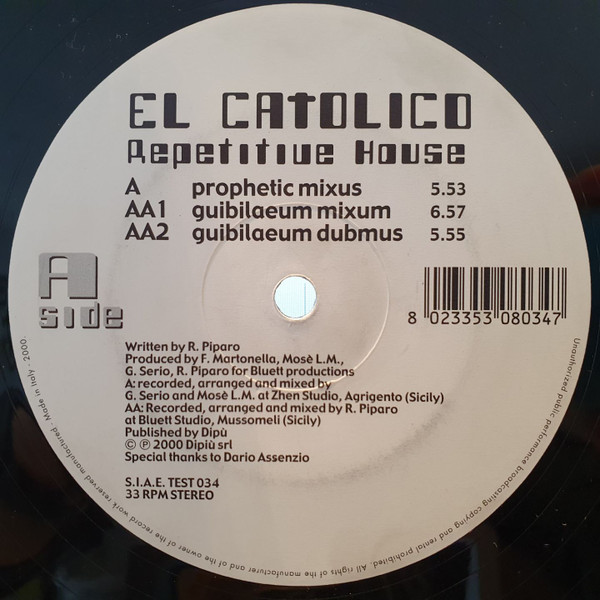 EL CATOLICO
Repetitive House
A prophetic mixus 5.53
AA1 guibilaeum mixum 6.57
AA2 guibilaeum dubmus 5.55
A
side
8 023353 080347
Written by R. Piparo
Produced by F. Martonella, Mosè L.M.,
G. Serio, R. Piparo for Bluett productions
A: recorded, arranged and mixed by
G. Serio and Mosè L.M. at Zhen Studio, Agrigento (Sicily)
AA: Recorded, arranged and mixed by R. Piparo
at Bluett Studio, Mussomeli (Sicily)
Published by Dipù
© ℗ 2000 Dipiù srl
Special thanks to Dario Assenzio
S.I.A.E. TEST 034
33 RPM STEREO
Unauthorized public performance broadcasting copying and rental prohibited. All rights of the manufacturer and of the owner of the record work reserved manufactured - Made in Italy - 2000.